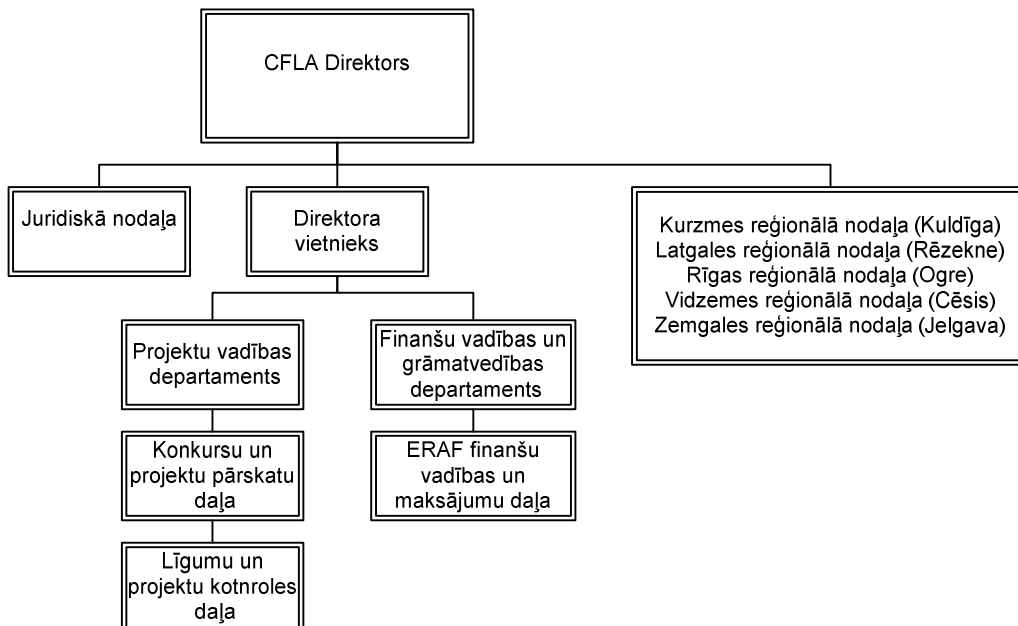 CFLA Direktors
Juridiskā nodaļa
Direktora
vietnieks
Kurzmes reģionālā nodaļa (Kuldīga)
Latgales reģionālā nodaļa (Rēzekne)
Rīgas reģionālā nodaļa (Ogre)
Vidzemes reģionālā nodaļa (Cēsis)
Zemgales reģionālā nodaļa (Jelgava)
Projektu vadības
departaments
Finanšu vadības un
grāmatvedības
departaments
Konkursu un
projektu pārskatu
daļa
ERAF finanšu
vadības un
maksājumu daļa
Līgumu un
projektu kotnroles
daļa